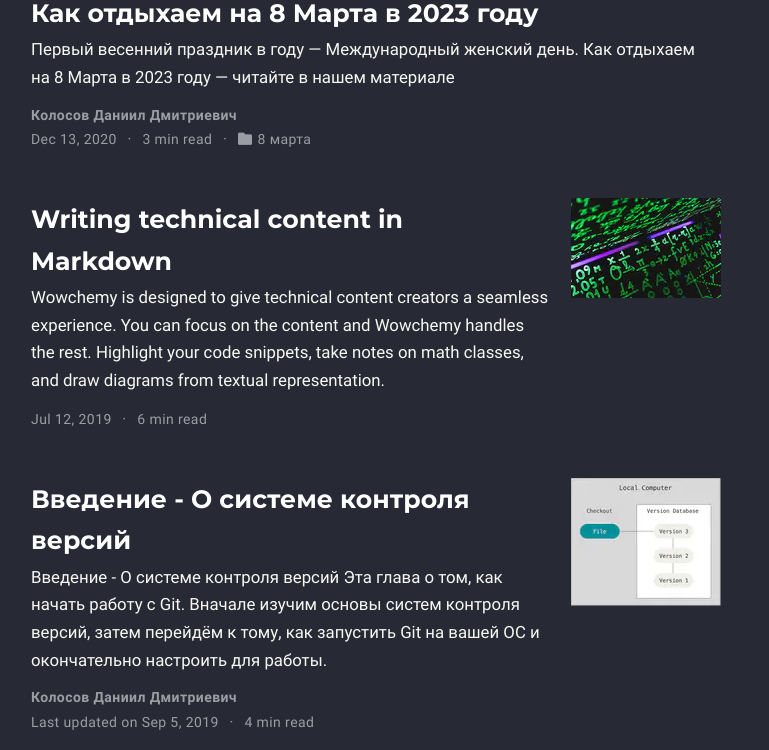 Как отдыхаем на 8 Марта в 2023 году
Первый весенний праздник в году — Международный женский день. Как отдыхаем
на 8 Марта в 2023 году — читайте в нашем материале
Колосов Даниил Дмитриевич
Dec 13, 2020 · 3 min read · 8 марта
Writing technical content in
Markdown
Wowchemy is designed to give technical content creators a seamless
experience. You can focus on the content and Wowchemy handles
the rest. Highlight your code snippets, take notes on math classes,
and draw diagrams from textual representation.
Jul 12, 2019 · 6 min read
Введение - О системе контроля
версий
Введение - О системе контроля версий Эта глава о том, как
начать работу с Git. Вначале изучим основы систем контроля
версий, затем перейдём к тому, как запустить Git на вашей ОС и
окончательно настроить для работы.
Колосов Даниил Дмитриевич
Last updated on Sep 5, 2019 · 4 min read
Local Computer
Checkout
Version Database
File
Version 3
Version 2
Version 1